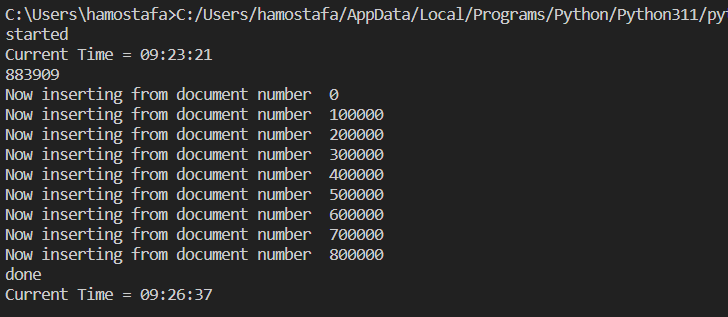 C:\Users\hamostafa>C:/Users/hamostafa/AppData/Local/Programs/Python/Python311/py
started
Current Time = 09:23:21
883909
Now inserting from document number  0
Now inserting from document number  100000
Now inserting from document number  200000
Now inserting from document number  300000
Now inserting from document number  400000
Now inserting from document number  500000
Now inserting from document number  600000
Now inserting from document number  700000
Now inserting from document number  800000
done
Current Time = 09:26:37